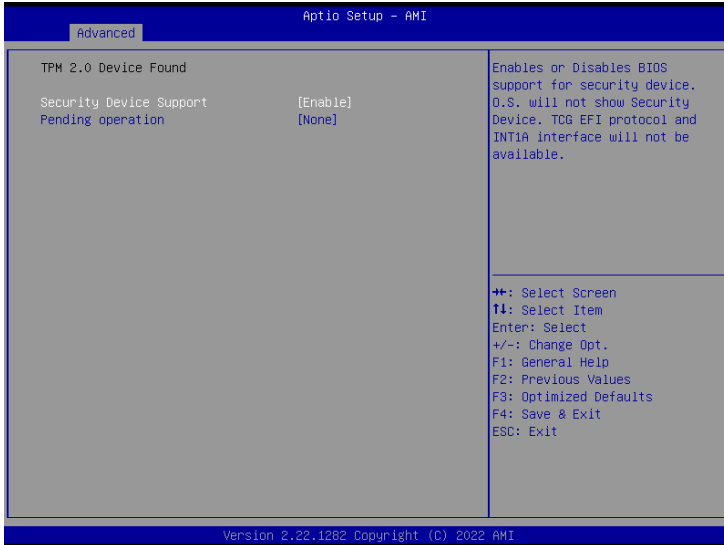 Aptio Setup – AMI
Advanced
TPM 2.0 Device Found
Security Device Support [Enable]
Pending operation [None]
Enables or Disables BIOS
support for security device.
O.S. will not show Security
Device. TCG EFI protocol and
INT1A interface will not be
available.
→←: Select Screen
↑↓: Select Item
Enter: Select
+/-: Change Opt.
F1: General Help
F2: Previous Values
F3: Optimized Defaults
F4: Save & Exit
ESC: Exit
Version 2.22.1282 Copyright (C) 2022 AMI